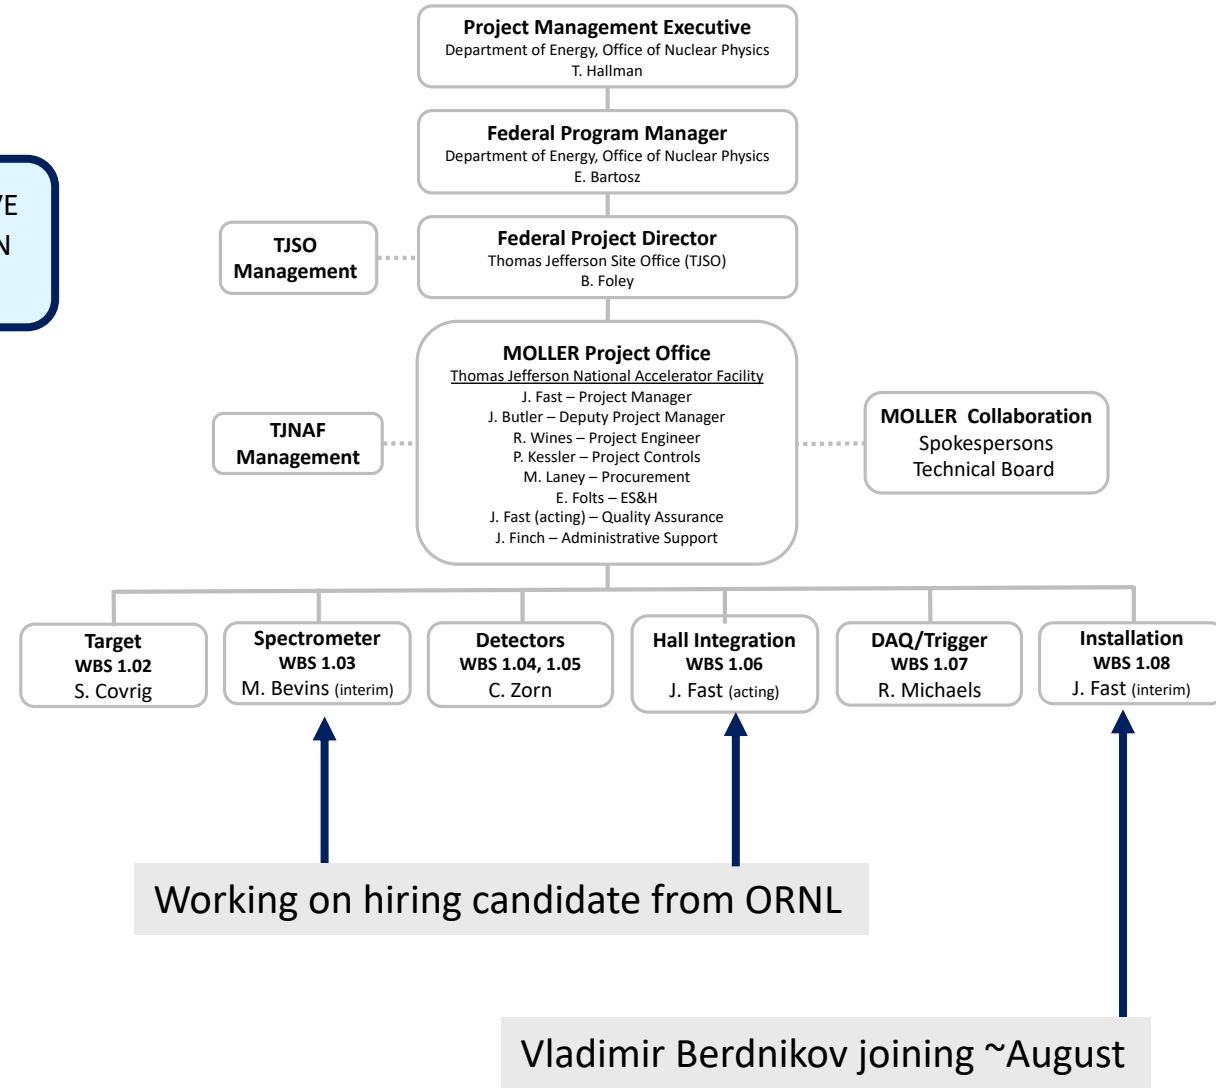 Project Management Executive
Department of Energy, Office of Nuclear Physics
T. Hallman
Federal Program Manager
Department of Energy, Office of Nuclear Physics
E. Bartosz
TJSO
Management
Federal Project Director
Thomas Jefferson Site Office (TJSO)
B. Foley
MOLLER Project Office
Thomas Jefferson National Accelerator Facility
J. Fast – Project Manager
J. Butler – Deputy Project Manager
R. Wines – Project Engineer
P. Kessler – Project Controls
M. Laney – Procurement
E. Folts – ES&H
J. Fast (acting) – Quality Assurance
J. Finch – Administrative Support
TJNAF
Management
MOLLER Collaboration
Spokespersons
Technical Board
Target
WBS 1.02
S. Covrig
Spectrometer
WBS 1.03
M. Bevins (interim)
Detectors
WBS 1.04, 1.05
C. Zorn
Hall Integration
WBS 1.06
J. Fast (acting)
DAQ/Trigger
WBS 1.07
R. Michaels
Installation
WBS 1.08
J. Fast (interim)
Working on hiring candidate from ORNL
Vladimir Berdnikov joining ~August